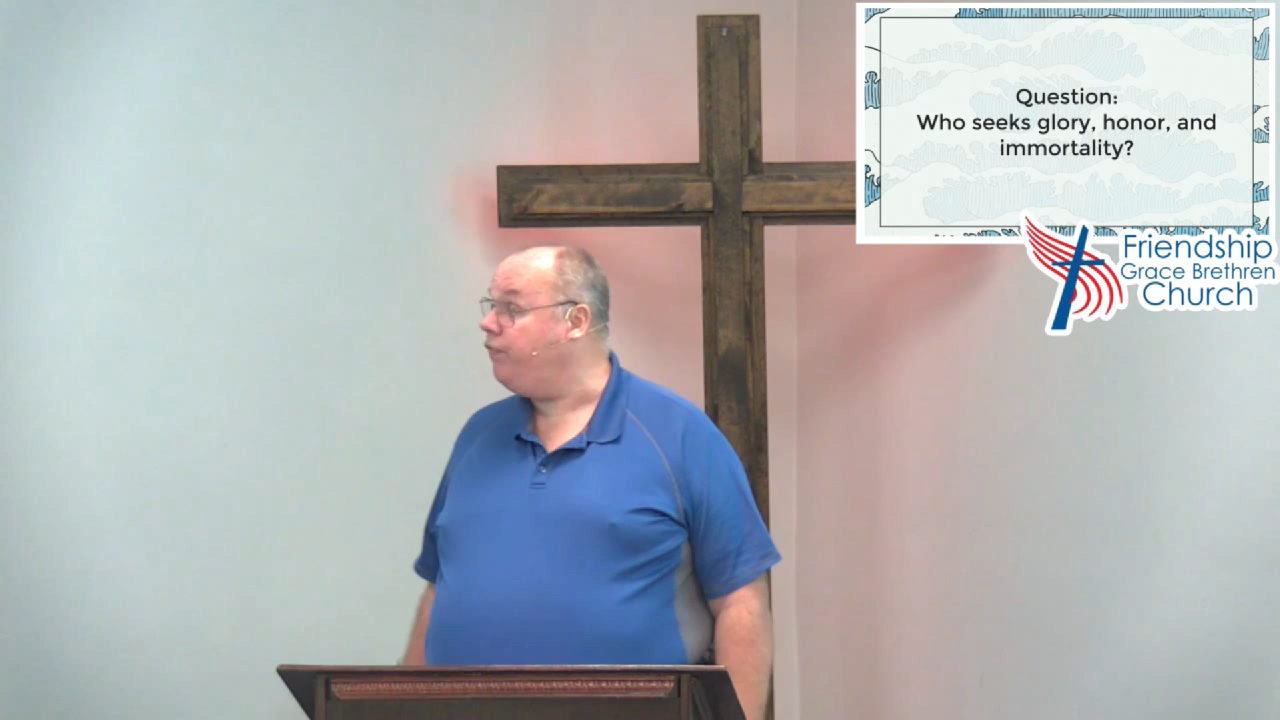 Question:
Who seeks glory, honor, and
immortality?
Friendship
Grace Brethren
Church